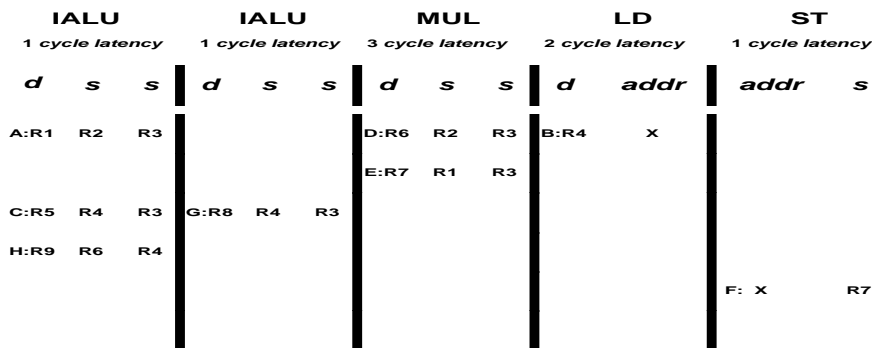 IALU IALU MUL LD ST
1 cycle latency 1 cycle latency 3 cycle latency 2 cycle latency 1 cycle latency
d s s d s s d s s d addr addr s
A:R1 R2 R3 D:R6 R2 R3 B:R4 X
E:R7 R1 R3
C:R5 R4 R3 G:R8 R4 R3
H:R9 R6 R4
F: X R7